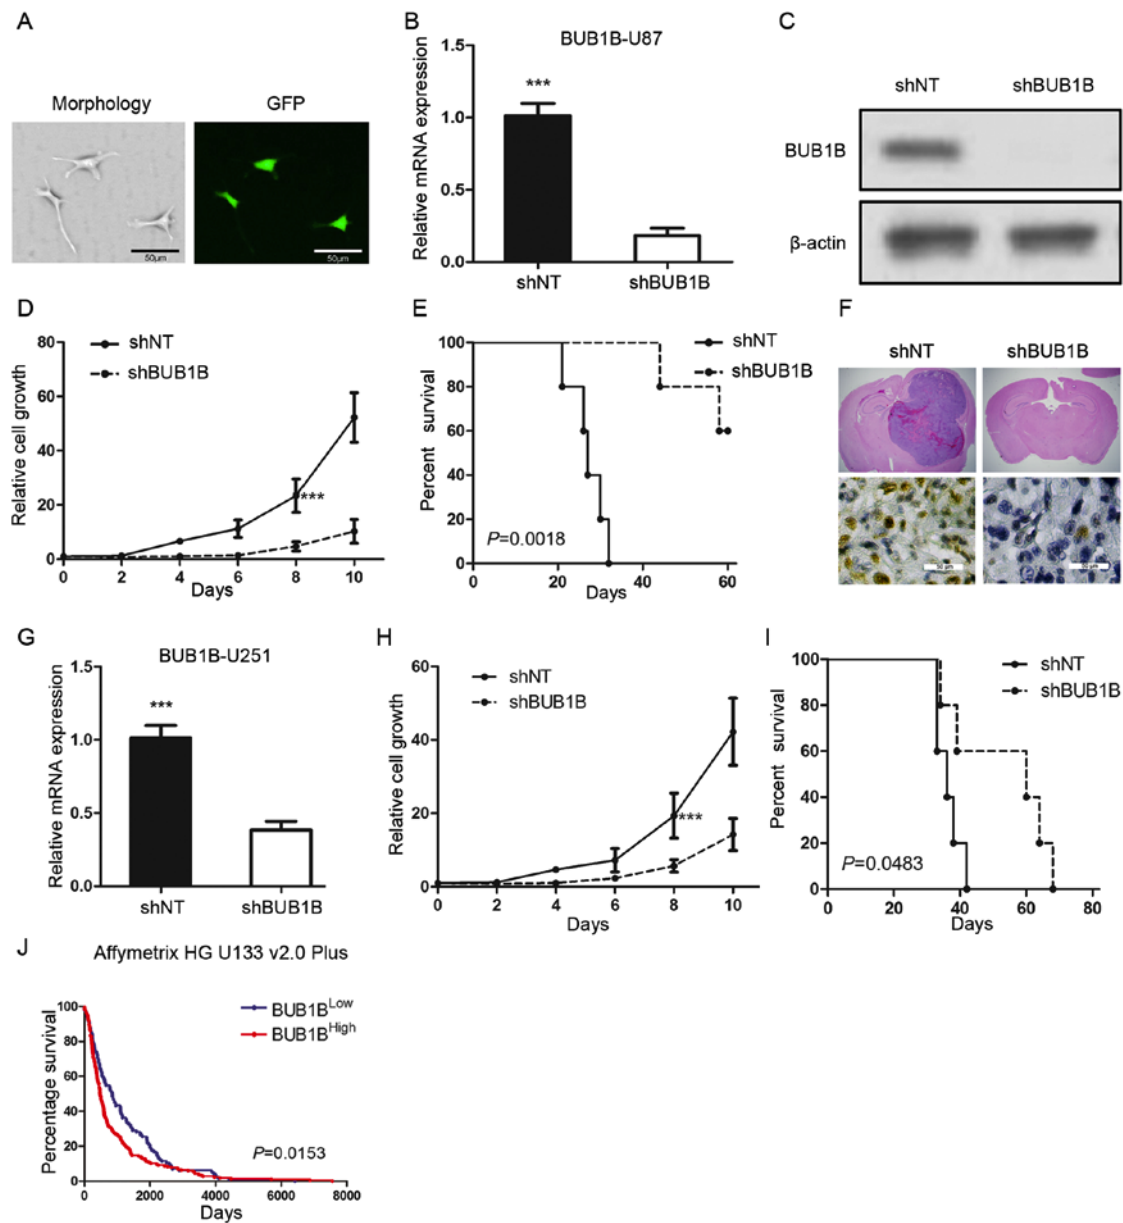 A
Morphology
GFP
50μm
50μm
B
BUB1B-U87
Relative mRNA expression
1.5
1.0
0.5
0.0
***
shNT
shBUB1B
C
shNT
shBUB1B
BUB1B
β-actin
D
Relative cell growth
80
60
40
20
0
shNT
shBUB1B
***
0 2 4 6 8 10
Days
E
Percent survival
100
80
60
40
20
0
shNT
shBUB1B
P=0.0018
0 20 40 60
Days
F
shNT
shBUB1B
G
BUB1B-U251
Relative mRNA expression
1.5
1.0
0.5
0.0
***
shNT
shBUB1B
H
Relative cell growth
60
40
20
0
shNT
shBUB1B
***
0 2 4 6 8 10
Days
I
Percent survival
100
80
60
40
20
0
shNT
shBUB1B
P=0.0483
0 20 40 60 80
Days
J
Affymetrix HG U133 v2.0 Plus
Percentage survival
100
80
60
40
20
0
BUB1BLow
BUB1BHigh
P=0.0153
0 2000 4000 6000 8000
Days